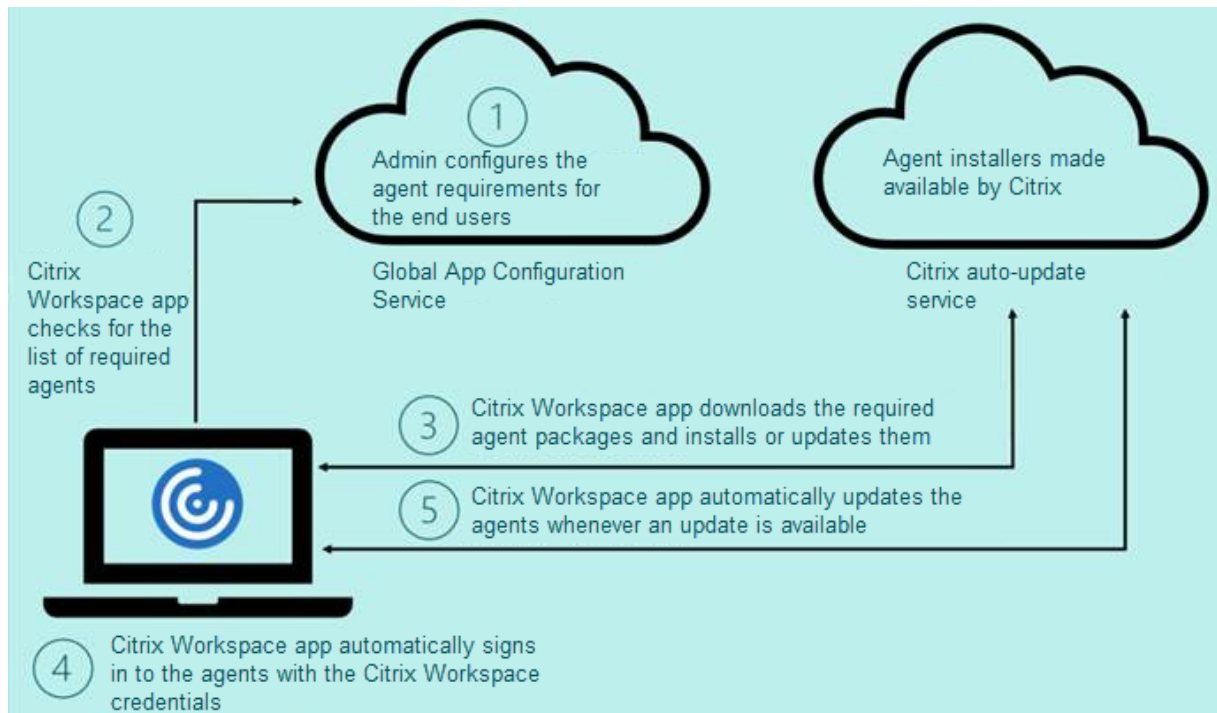 1
Admin configures the
agent requirements for
the end users
Global App Configuration
Service
Agent installers made
available by Citrix
Citrix auto-update
service
2
Citrix
Workspace app
checks for the
list of required
agents
3
Citrix Workspace app downloads the required
agent packages and installs or updates them
5
Citrix Workspace app automatically updates the
agents whenever an update is available
4
Citrix Workspace app automatically signs
in to the agents with the Citrix Workspace
credentials